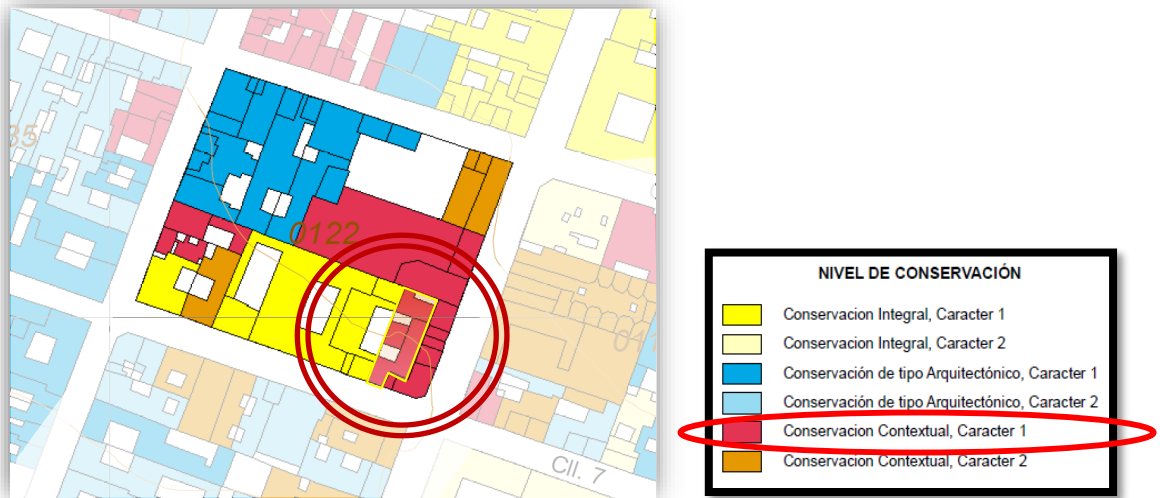 35
0122
Cll. 7
NIVEL DE CONSERVACIÓN
Conservacion Integral, Caracter 1
Conservacion Integral, Caracter 2
Conservación de tipo Arquitectónico, Caracter 1
Conservación de tipo Arquitectónico, Caracter 2
Conservacion Contextual, Caracter 1
Conservacion Contextual, Caracter 2